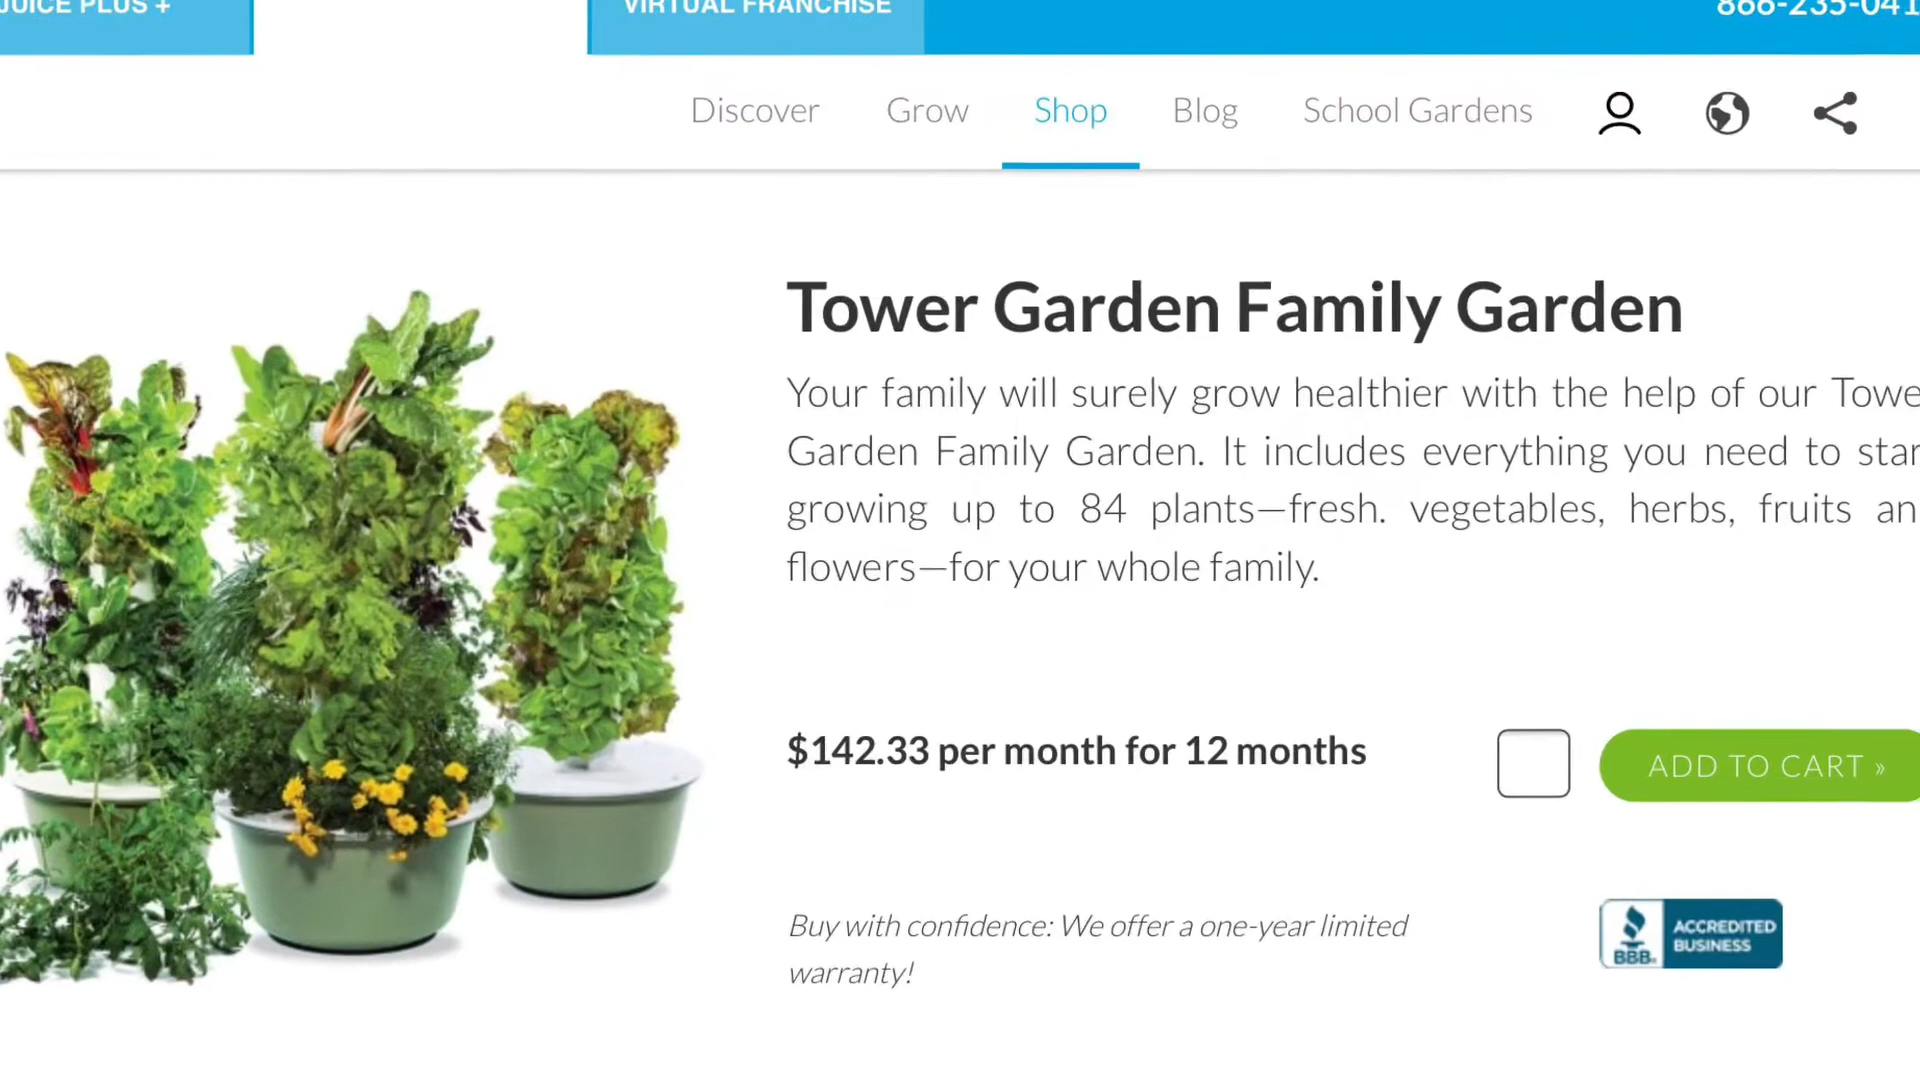 JUICE PLUS +
VIRTUAL FRANCHISE
866-235-041
Discover Grow Shop Blog School Gardens
Tower Garden Family Garden
Your family will surely grow healthier with the help of our Towe
Garden Family Garden. It includes everything you need to star
growing up to 84 plants—fresh. vegetables, herbs, fruits an
flowers—for your whole family.
$142.33 per month for 12 months
ADD TO CART »
Buy with confidence: We offer a one-year limited
warranty!
BBB.
ACCREDITED
BUSINESS